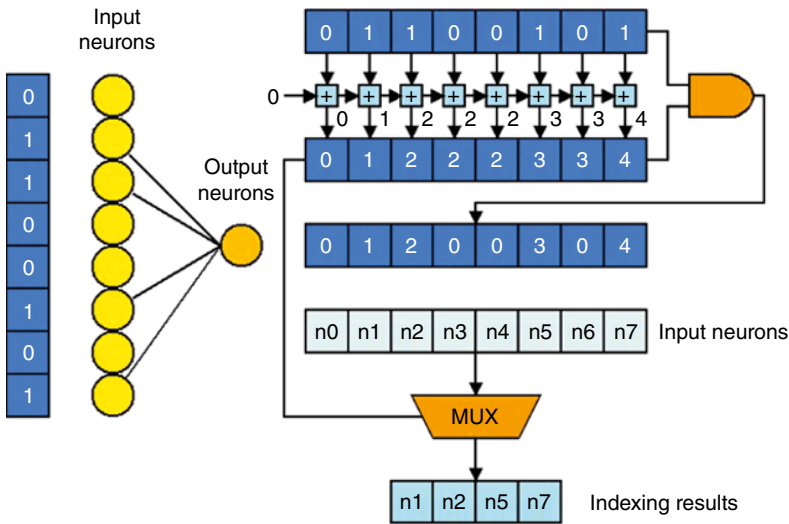 Input
neurons
0
1
1
0
0
1
0
1
Output
neurons
0 1 1 0 0 1 0 1
0 + + + + + + + +
0 1 2 2 2 3 3 4
0 1 2 2 2 3 3 4
0 1 2 0 0 3 0 4
n0 n1 n2 n3 n4 n5 n6 n7 Input neurons
MUX
n1 n2 n5 n7 Indexing results